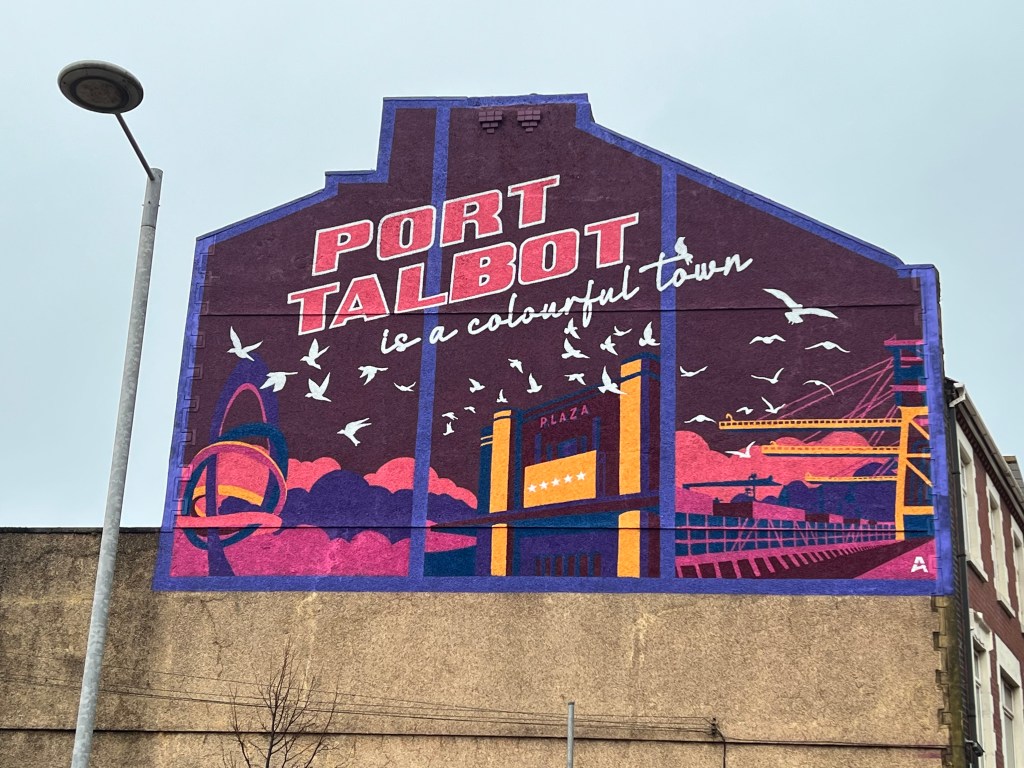 PORT
TALBOT
is a colourful town
PLAZA
A